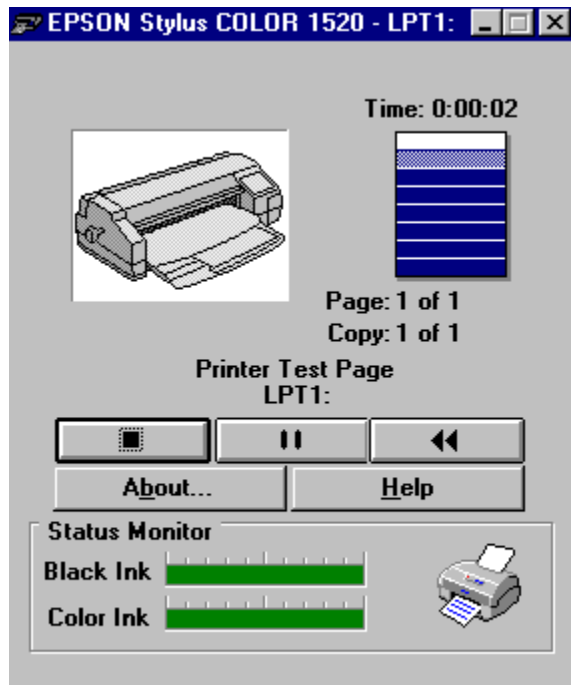 EPSON Stylus COLOR 1520 - LPT1:
Time: 0:00:02
Page: 1 of 1
Copy: 1 of 1
Printer Test Page
LPT1:
About...
Help
Status Monitor
Black Ink
Color Ink